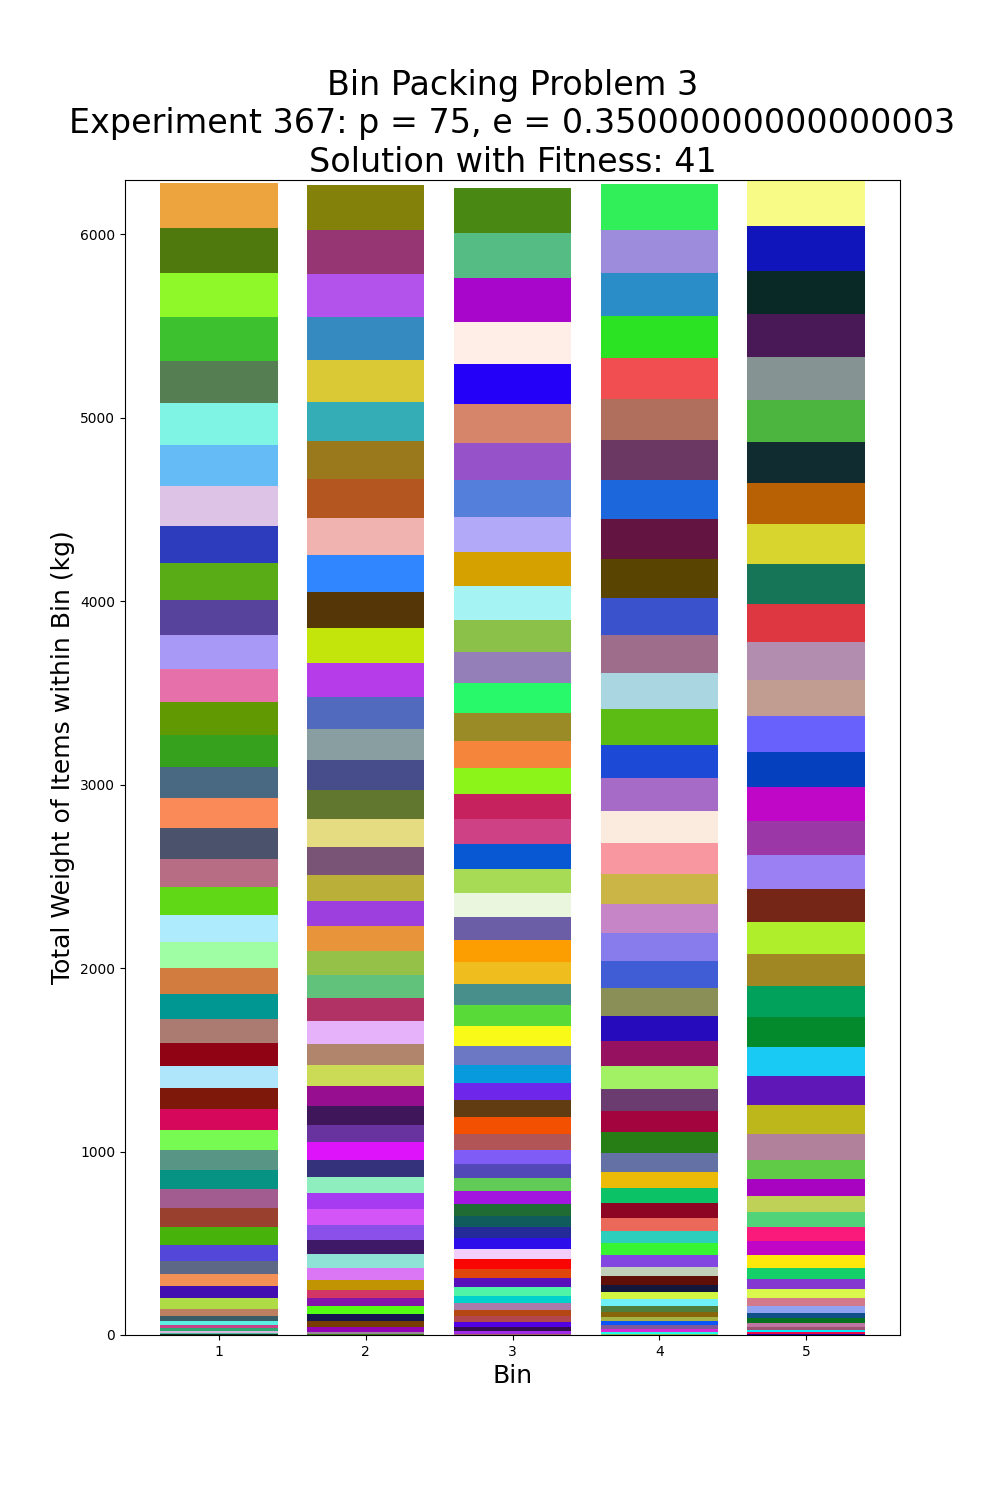 Bin Packing Problem 3
Experiment 367: p = 75, e = 0.35000000000000003
Solution with Fitness: 41
Total Weight of Items within Bin (kg)
6000
5000
4000
3000
2000
1000
0
1 2 3 4 5
Bin